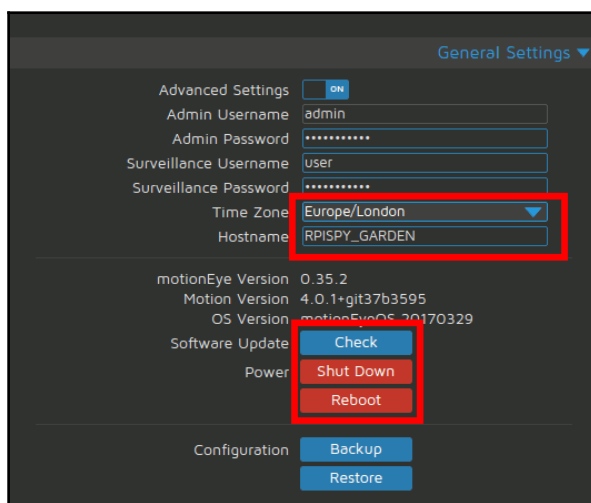 General Settings
Advanced Settings ON
Admin Username admin
Admin Password •••••••••••
Surveillance Username user
Surveillance Password •••••••••••
Time Zone Europe/London
Hostname RPISPY_GARDEN
motionEye Version 0.35.2
Motion Version 4.0.1+git37b3595
OS Version motionEyeOS 20170329
Software Update Check
Power Shut Down
Reboot
Configuration Backup
Restore